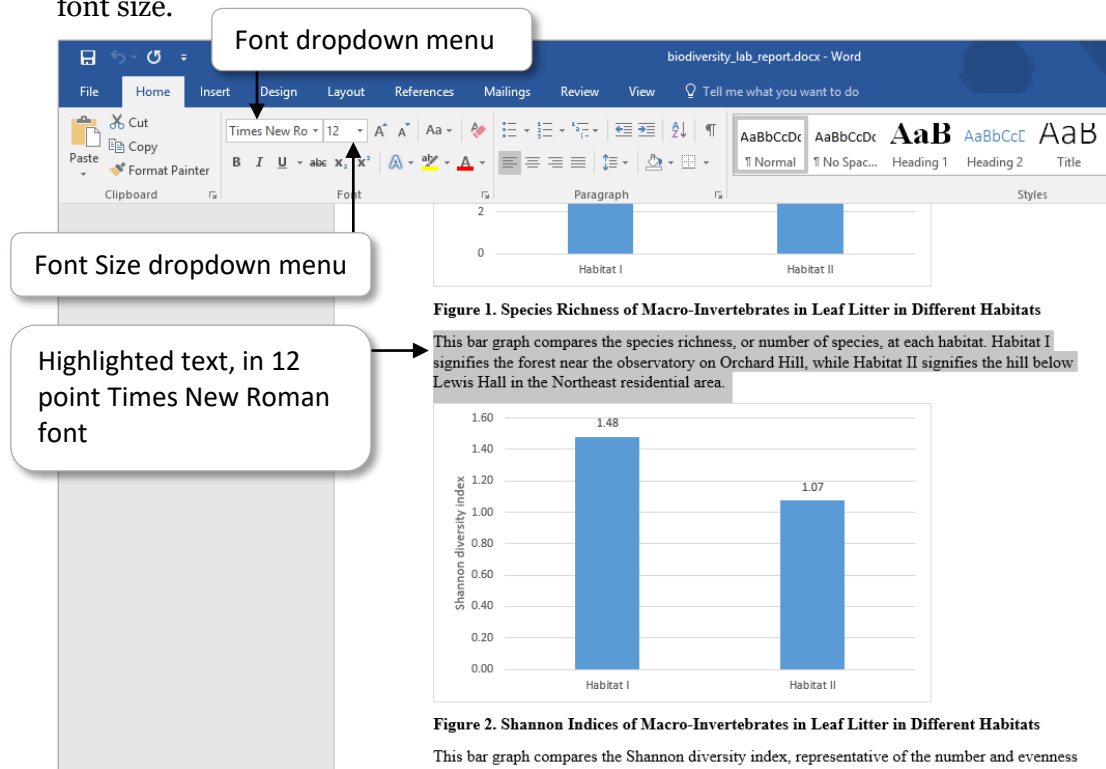 font size.
Font dropdown menu
biodiversity_lab_report.docx - Word
File Home Insert Design Layout References Mailings Review View Tell me what you want to do
Cut
Copy
Format Painter
Paste
Clipboard
Times New Ro 12 A A Aa
B I U abc X₂ X² A aby A
Font
Paragraph
AaBbCcDc AaBbCcDc AaB AaBbCcE AaB
¶ Normal ¶ No Spac... Heading 1 Heading 2 Title
Styles
Font Size dropdown menu
2
0
Habitat I Habitat II
Figure 1. Species Richness of Macro-Invertebrates in Leaf Litter in Different Habitats
Highlighted text, in 12
point Times New Roman
font
This bar graph compares the species richness, or number of species, at each habitat. Habitat I
signifies the forest near the observatory on Orchard Hill, while Habitat II signifies the hill below
Lewis Hall in the Northeast residential area.
Shannon diversity index
1.60
1.40
1.20
1.00
0.80
0.60
0.40
0.20
0.00
1.48
1.07
Habitat I Habitat II
Figure 2. Shannon Indices of Macro-Invertebrates in Leaf Litter in Different Habitats
This bar graph compares the Shannon diversity index, representative of the number and evenness